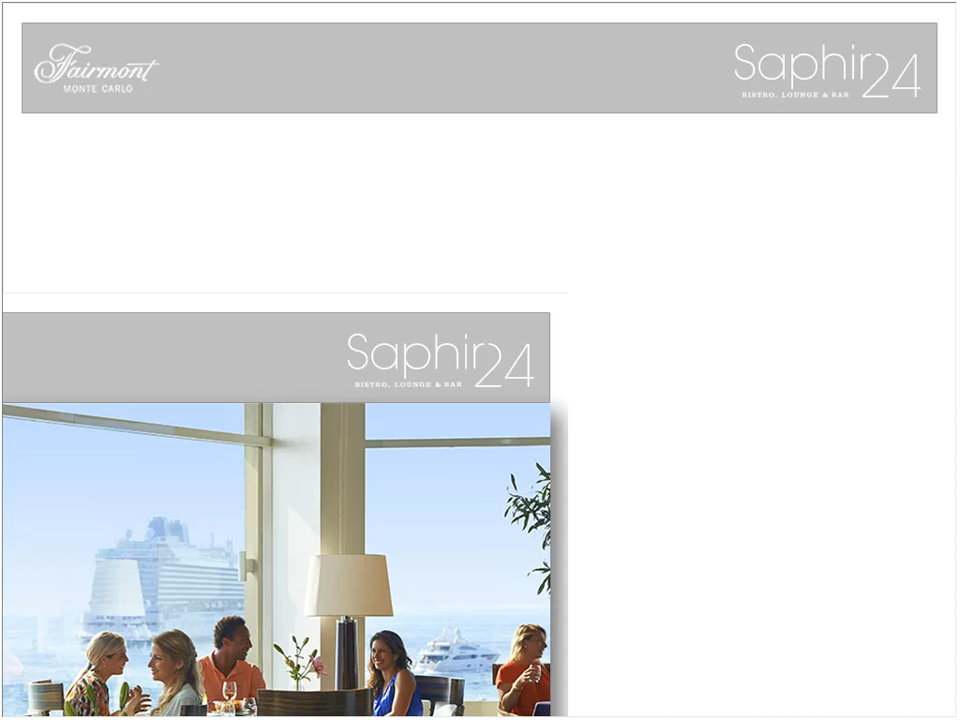 Fairmont
MONTE CARLO
Saphir24
BISTRO, LOUNGE & BAR
Saphir24
BISTRO, LOUNGE & BAR